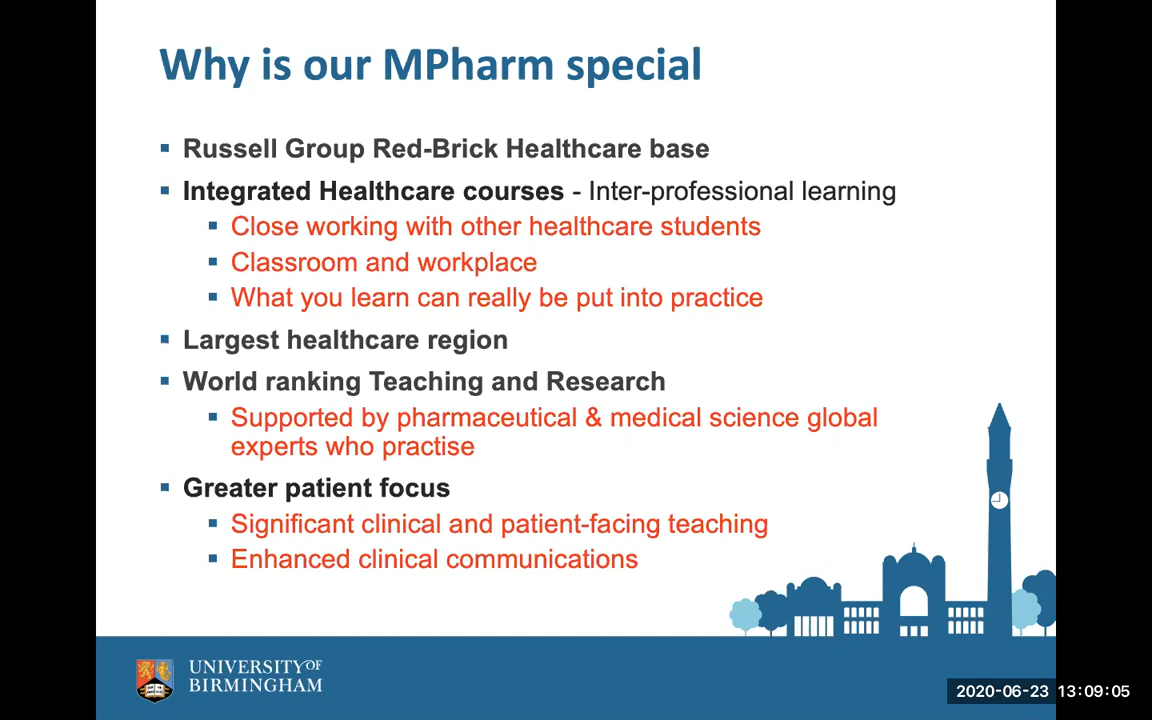 Why is our MPharm special
Russell Group Red-Brick Healthcare base
Integrated Healthcare courses - Inter-professional learning
Close working with other healthcare students
Classroom and workplace
What you learn can really be put into practice
Largest healthcare region
World ranking Teaching and Research
Supported by pharmaceutical & medical science global
experts who practise
Greater patient focus
Significant clinical and patient-facing teaching
Enhanced clinical communications
UNIVERSITY OF
BIRMINGHAM
2020-06-23 13:09:05